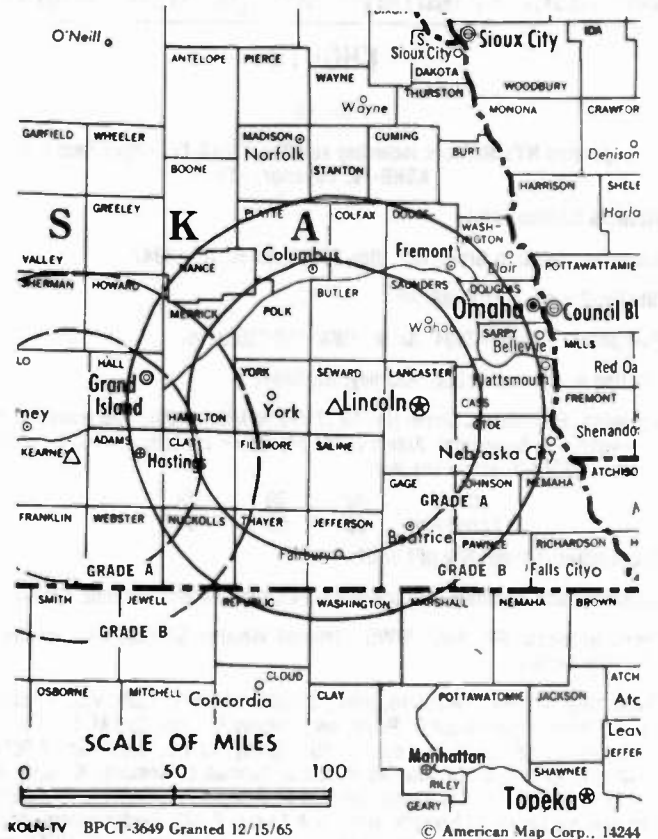 O'Neill
S.
Sioux City
IDA
Sioux City
ANTELOPE PIERCE
DAKOTA
WAYNE
THURSTON
WOODBURY
Wayne
MONONA CRAWFOR
GARFIELD WHEELER
MADISON
CUMING
Norfolk
BURT
Denison
BOONE
STANTON
HARRISON SHELB
GREELEY
Harla
S K A
PLATTE COLFAX DODGE
WASH-
INGTON
VALLEY
Columbus
Fremont
Blair
NANCE
POTTAWATTAMIE
SHERMAN HOWARD
SAUNDERS
DOUGLAS
BUTLER
Omaha
Council Bl
MERRICK
POLK
Wahoo
SARPY
Bellevue
MILLS
LO
HALL
YORK SEWARD LANCASTER
Plattsmouth
Red Oa
Grand
Island
York
Lincoln
CASS
FREMONT
ney
HAMILTON
OTOE
Shenando
KEARNEY
ADAMS CLAY FILLMORE SALINE
Hastings
Nebraska City
ATCHISO
GAGE
JOHNSON NEMAHA
GRADE A
FRANKLIN WEBSTER NUCKOLLS THAYER JEFFERSON
Beatrice
PAWNEE RICHARDSON
Fairbury
GRADE A
GRADE
Falls City
SMITH JEWELL REPUBLIC WASHINGTON MARSHALL NEMAHA BROWN
GRADE B
CLOUD
ATCH
OSBORNE MITCHELL
Concordia
CLAY
POTTAWATOMIE JACKSON
Atc
Leav
JEFFER
SCALE OF MILES
Manhattan
SHAWNEE
0 50 100
RILEY
Topeka
GEARY
KOLN-TV BPCT-3649 Granted 12/15/65
© American Map Corp., 14244